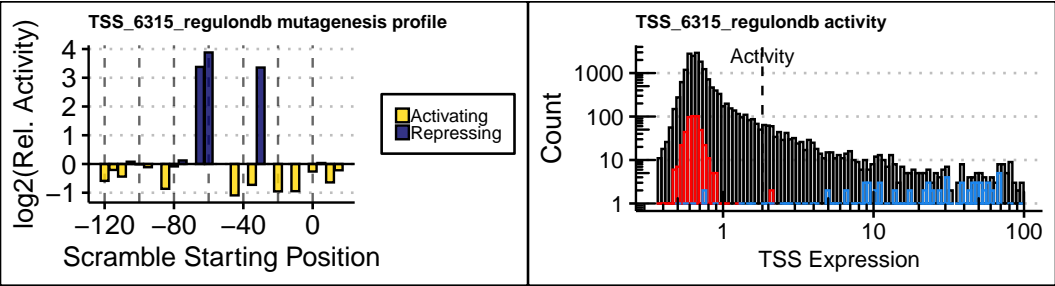 TSS_6315_regulondb mutagenesis profile
log2(Rel. Activity)
4
3
2
1
0
−1
−120
−80
−40
0
Scramble Starting Position
Activating
Repressing
TSS_6315_regulondb activity
Activity
Count
1000
100
10
1
1
10
100
TSS Expression